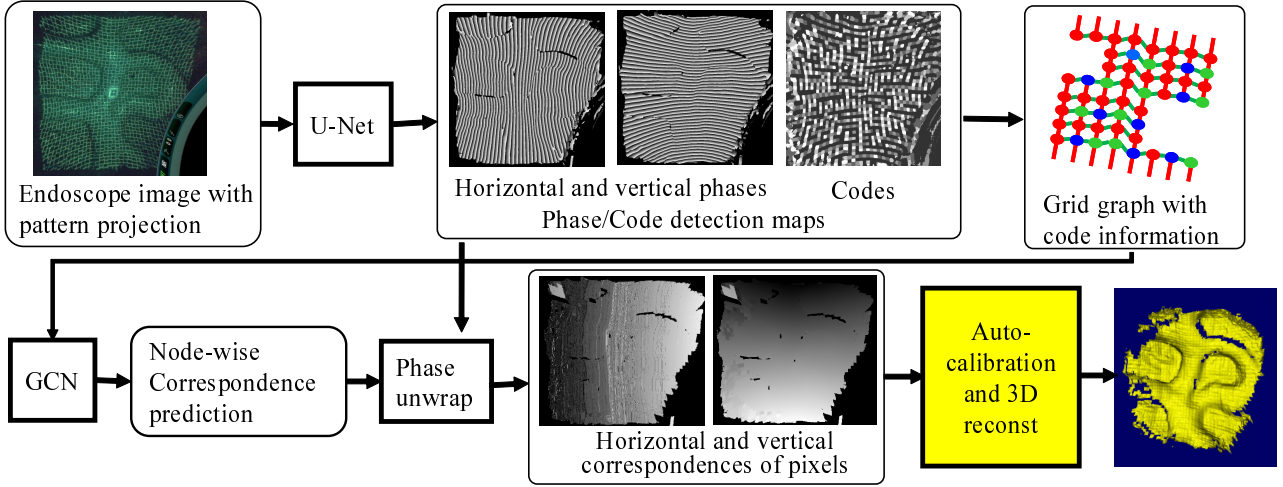 Endoscope image with
pattern projection
U-Net
Horizontal and vertical phases
Codes
Phase/Code detection maps
Grid graph with
code information
GCN
Node-wise
Correspondence
prediction
Phase
unwrap
Horizontal and vertical
correspondences of pixels
Auto-
calibration
and 3D
reconst